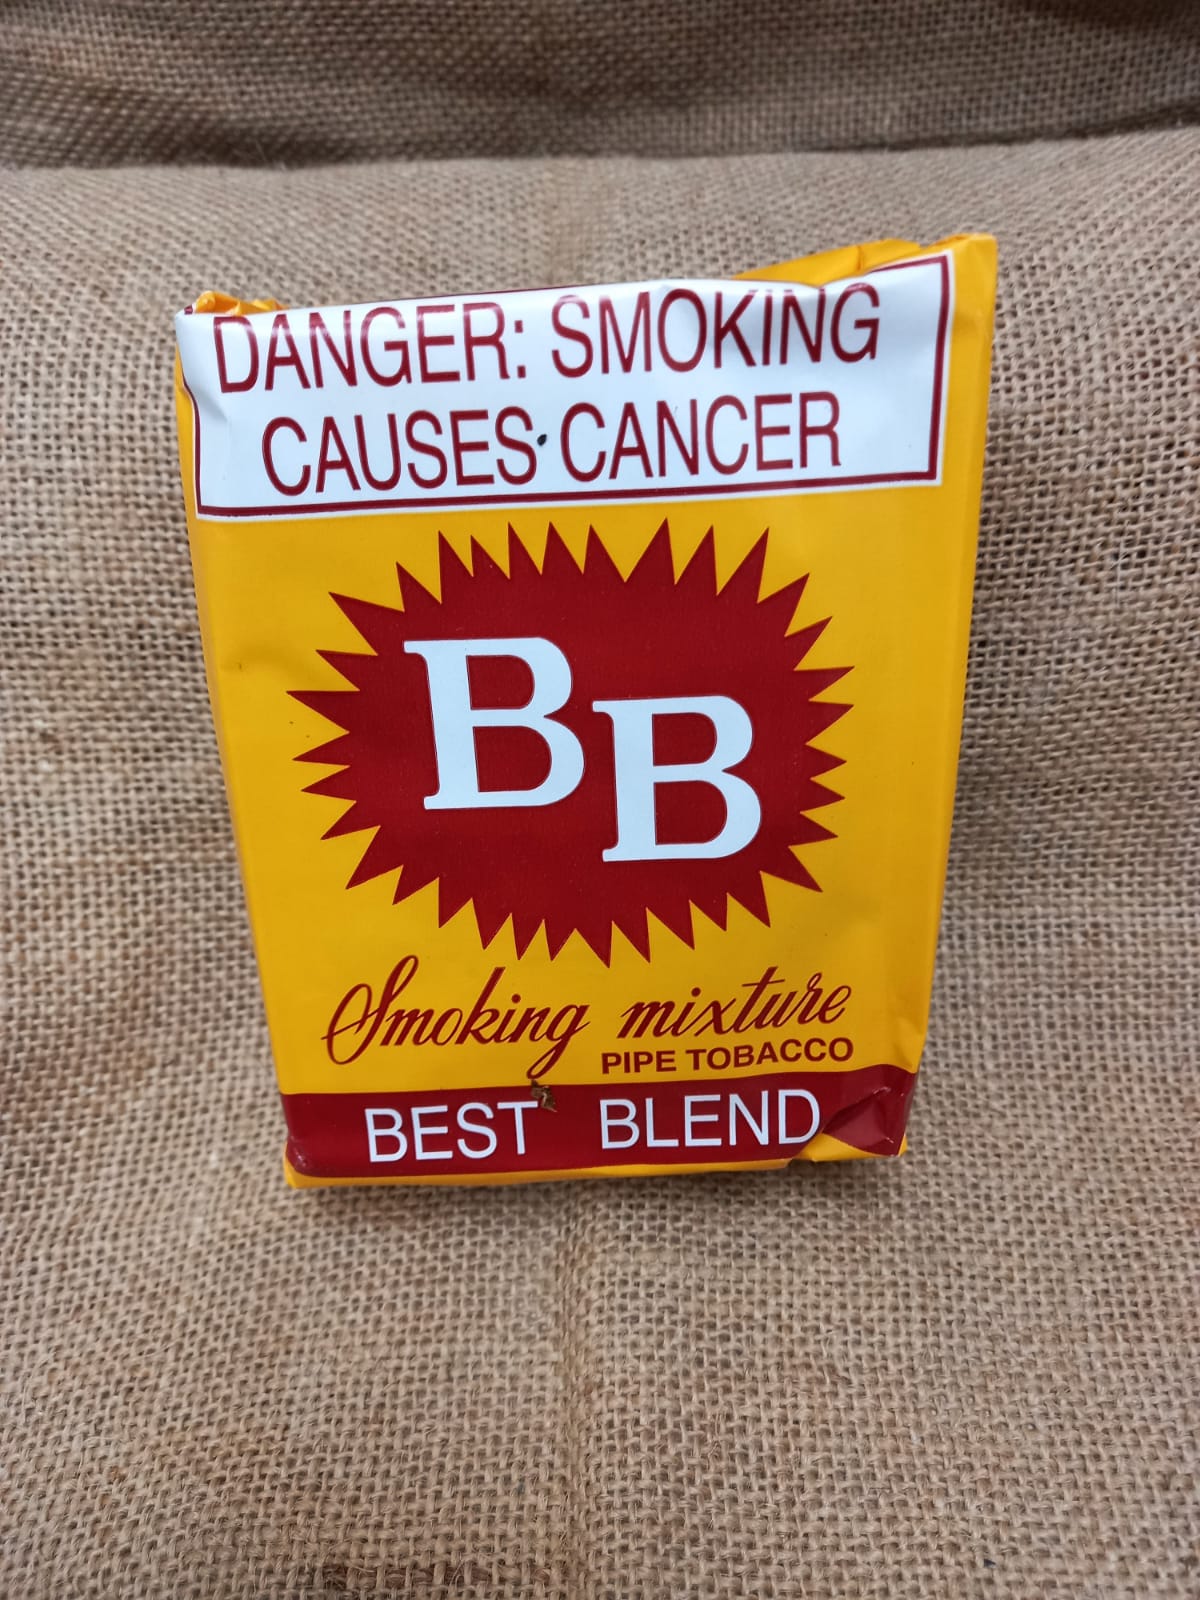 DANGER: SMOKING
CAUSES CANCER
BB
Smoking mixture
PIPE TOBACCO
BEST BLEND